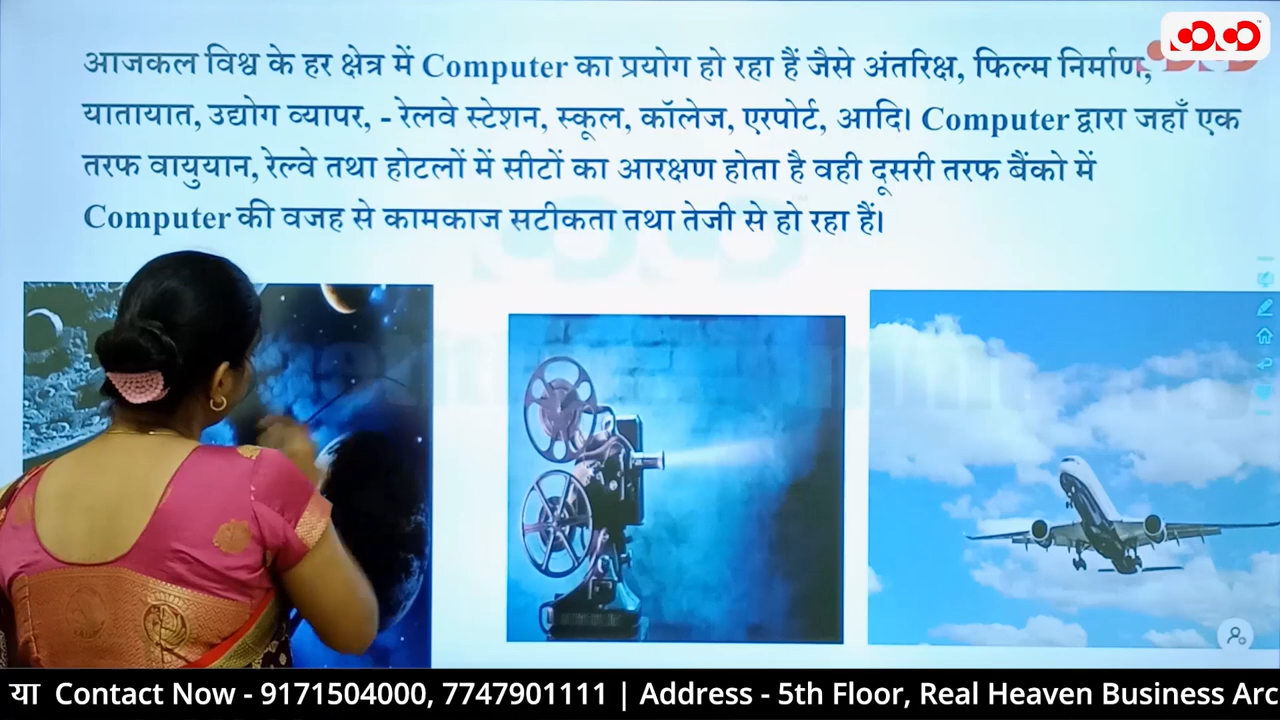 आजकल विश्व के हर क्षेत्र में Computer का प्रयोग हो रहा हैं जैसे अंतरिक्ष, फिल्म निर्माण,
यातायात, उद्योग व्यापर, - रेलवे स्टेशन, स्कूल, कॉलेज, एरपोर्ट, आदि। Computer द्वारा जहाँ एक
तरफ वायुयान, रेल्वे तथा होटलों में सीटों का आरक्षण होता है वही दूसरी तरफ बैंको में
Computer की वजह से कामकाज सटीकता तथा तेजी से हो रहा हैं।
या Contact Now - 9171504000, 7747901111 | Address - 5th Floor, Real Heaven Business Arc